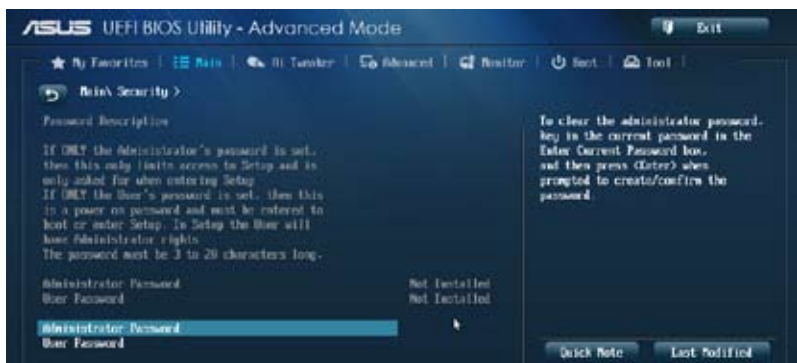 ASUS UEFI BIOS Utility - Advanced Mode
Exit
My Favorites
Main
Ai Tweaker
Advanced
Monitor
Boot
Tool
Main\ Security >
Password Description
If ONLY the Administrator's password is set,
then this only limits access to Setup and is
only asked for when entering Setup
If ONLY the User's password is set, then this
is a power on password and must be entered to
boot or enter Setup. In Setup the User will
have Administrator rights
The password must be 3 to 20 characters long.
Administrator Password Not Installed
User Password Not Installed
Administrator Password
User Password
To clear the administrator password,
key in the current password in the
Enter Current Password box,
and then press <Enter> when
prompted to create/confirm the
password.
Quick Note
Last Modified